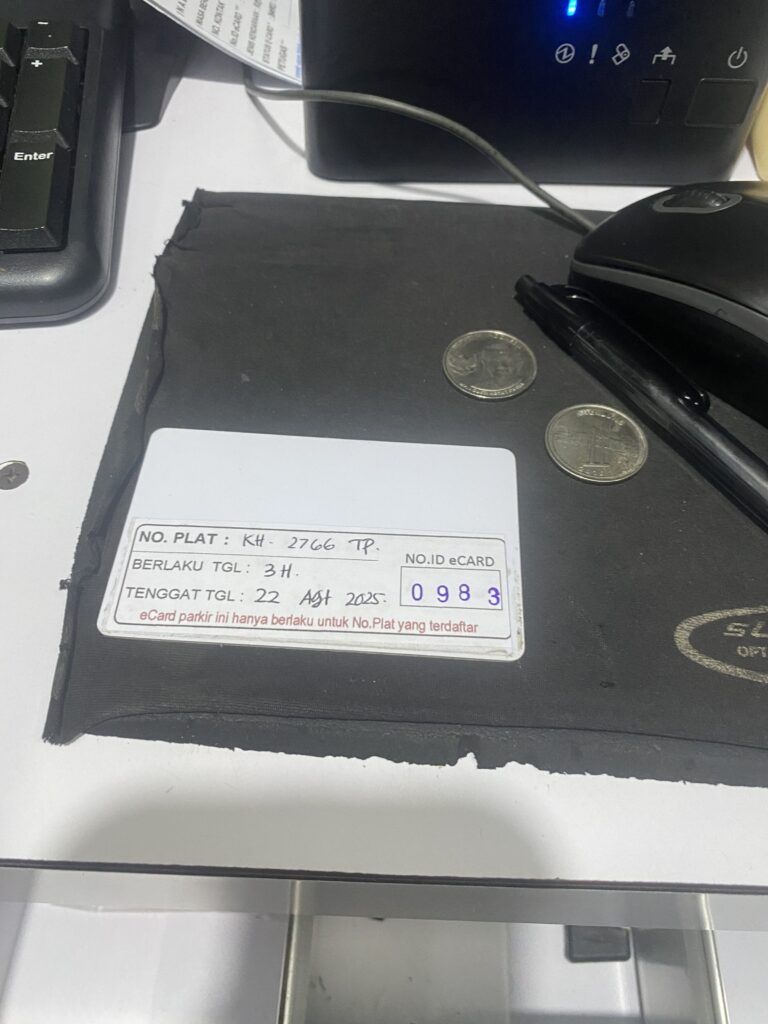 Enter
NO. PLAT : KH. 2766 TP.
BERLAKU TGL : 3H.
TENGGAT TGL : 22 Agt 2025.
NO.ID eCARD
0983
eCard parkir ini hanya berlaku untuk No.Plat yang terdaftar